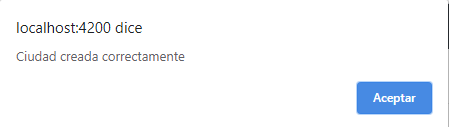 localhost:4200 dice
Ciudad creada correctamente
Aceptar